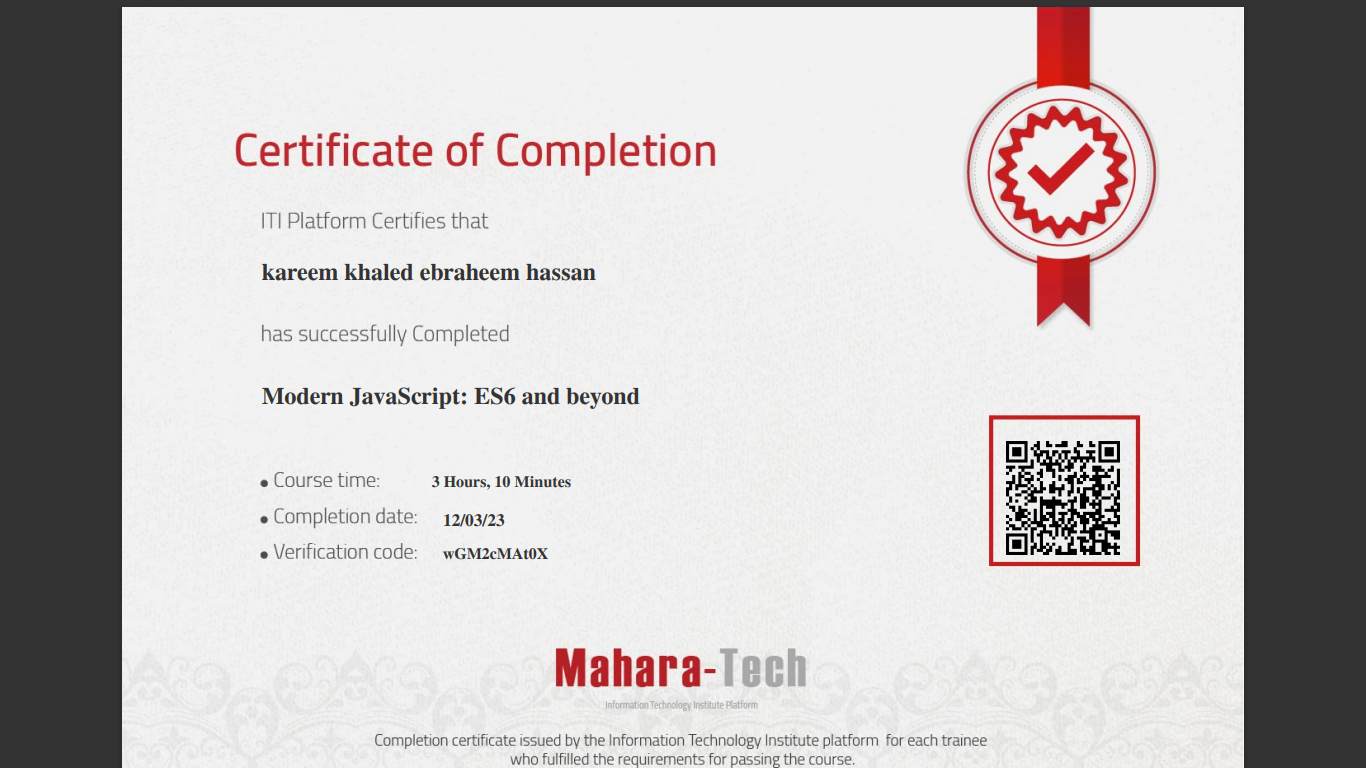 Certificate of Completion
ITI Platform Certifies that
kareem khaled ebraheem hassan
has successfully Completed
Modern JavaScript: ES6 and beyond
• Course time: 3 Hours, 10 Minutes
• Completion date: 12/03/23
• Verification code: wGM2cMAt0X
Mahara-Tech
Information Technology Institute Platform
Completion certificate issued by the Information Technology Institute platform for each trainee
who fulfilled the requirements for passing the course.